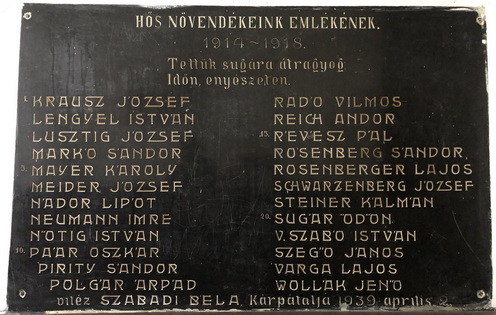 HŐS NÖVENDÉKEINK EMLÉKÉNEK.
1914-1918.
Tettük sugára átragyog
Időn, enyészeten.
1. KRAUSZ JÓZSEF
LENGYEL ISTVÁN
LUSZTIG JÓZSEF
MARKÓ SÁNDOR
5. MAYER KÁROLY
MEIDER JÓZSEF
NÁDOR LIPÓT
NEUMANN IMRE
NÓTIG ISTVÁN
10. PAÁR OSZKÁR
PIRITY SÁNDOR
POLGÁR ÁRPÁD
RADÓ VILMOS
REICH ANDOR
15. RÉVÉSZ PÁL
ROSENBERG SÁNDOR
ROSENBERGER LAJOS
SCHWARZENBERG JÓZSEF
STEINER KÁLMÁN
20. SUGÁR ÖDÖN
V. SZABÓ ISTVÁN
SZEGŐ JÁNOS
VARGA LAJOS
WOLLÁK JENŐ
vitéz SZABADI BÉLA. Kárpátalja 1939 április 2.